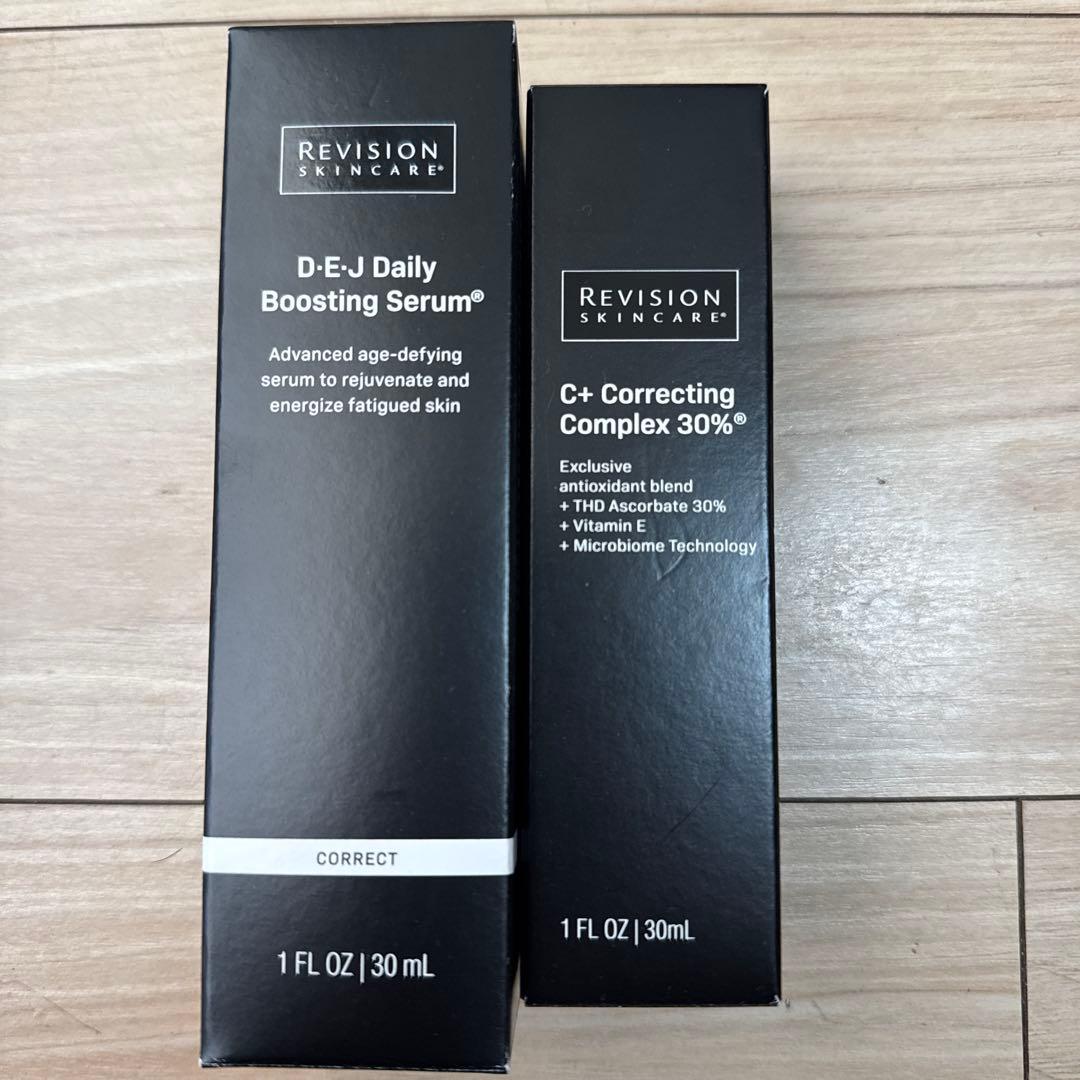 REVISION
SKINCARE®
D·E·J Daily
Boosting Serum®
Advanced age-defying
serum to rejuvenate and
energize fatigued skin
CORRECT
1 FL OZ | 30 mL
REVISION
SKINCARE®
C+ Correcting
Complex 30%®
Exclusive
antioxidant blend
+ THD Ascorbate 30%
+ Vitamin E
+ Microbiome Technology
1 FL OZ | 30mL